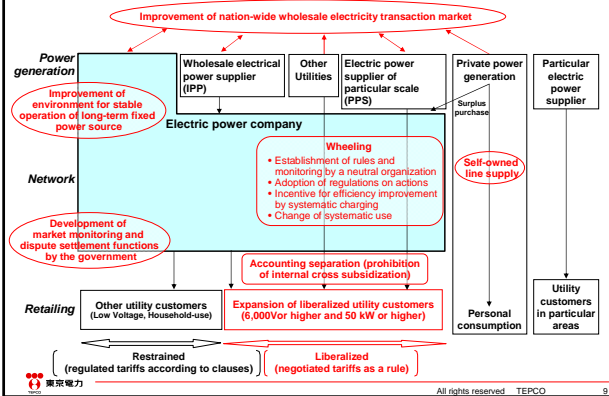 Improvement of nation-wide wholesale electricity transaction market
Power
generation
Wholesale electrical
power supplier
(IPP)
Other
Utilities
Electric power
supplier of
particular scale
(PPS)
Private power
generation
Particular
electric
power
supplier
Surplus
purchase
Improvement of
environment for stable
operation of long-term fixed
power source
Electric power company
Wheeling
• Establishment of rules and
monitoring by a neutral organization
• Adoption of regulations on actions
• Incentive for efficiency improvement
by systematic charging
• Change of systematic use
Self-owned
line supply
Network
Development of
market monitoring and
dispute settlement functions
by the government
Accounting separation (prohibition
of internal cross subsidization)
Retailing
Other utility customers
(Low Voltage, Household-use)
Expansion of liberalized utility customers
(6,000Vor higher and 50 kW or higher)
Personal
consumption
Utility
customers
in particular
areas
Restrained
(regulated tariffs according to clauses)
Liberalized
(negotiated tariffs as a rule)
東京電力
TEPCO
All rights reserved TEPCO
9